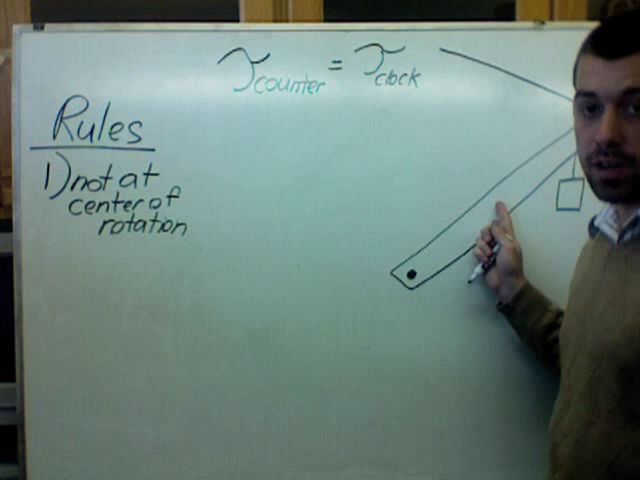 τcounter = τclock
Rules
1) not at
center of
rotation